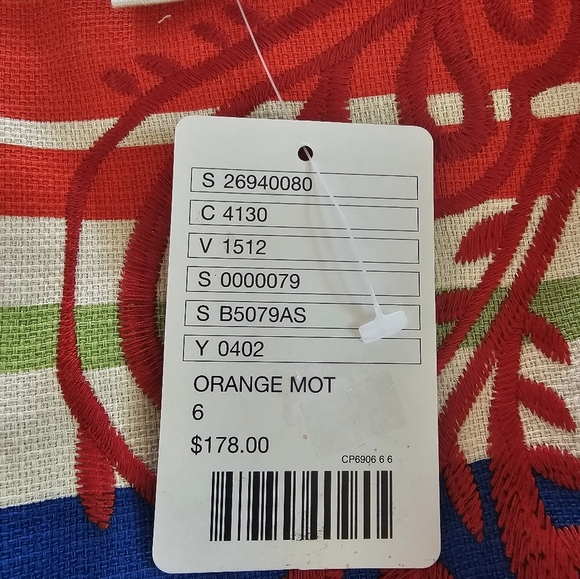 S 26940080
C 4130
V 1512
S 0000079
S B5079AS
Y 0402
ORANGE MOT
6
$178.00
CP6906 6 6